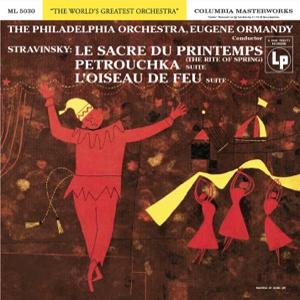 ML 5030
"THE WORLD'S GREATEST ORCHESTRA"
COLUMBIA MASTERWORKS
THE PHILADELPHIA ORCHESTRA, EUGENE ORMANDY
Conductor
STRAVINSKY: LE SACRE DU PRINTEMPS
(THE RITE OF SPRING)
PETROUCHKA SUITE
L'OISEAU DE FEU SUITE
LP